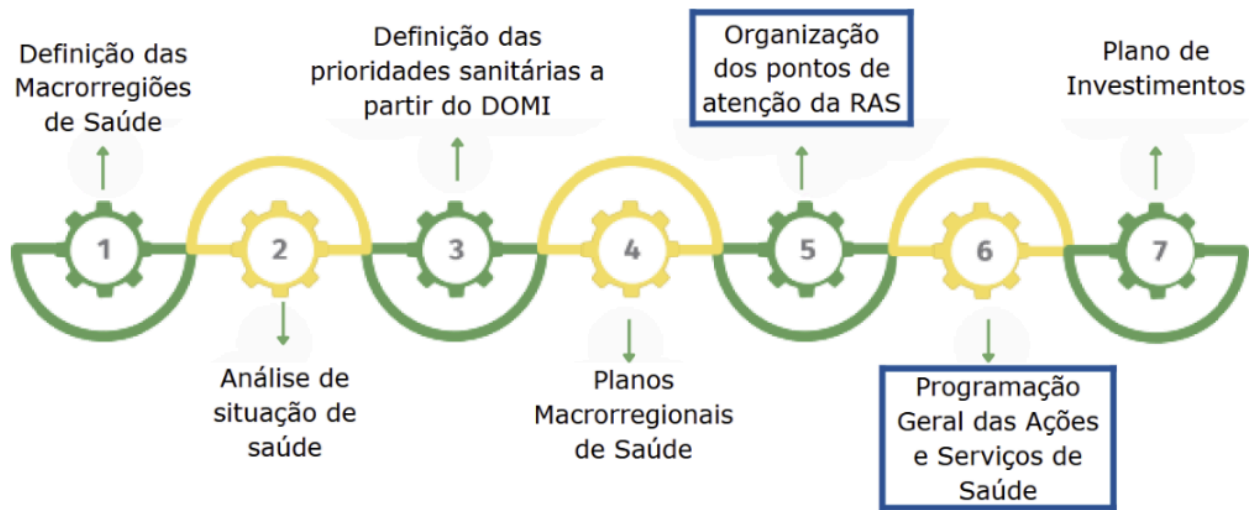 Definição das
Macrorregiões
de Saúde
Definição das
prioridades sanitárias a
partir do DOMI
Organização
dos pontos de
atenção da RAS
Plano de
Investimentos
1
2
3
4
5
6
7
Análise de
situação de
saúde
Planos
Macrorregionais
de Saúde
Programação
Geral das Ações
e Serviços de
Saúde